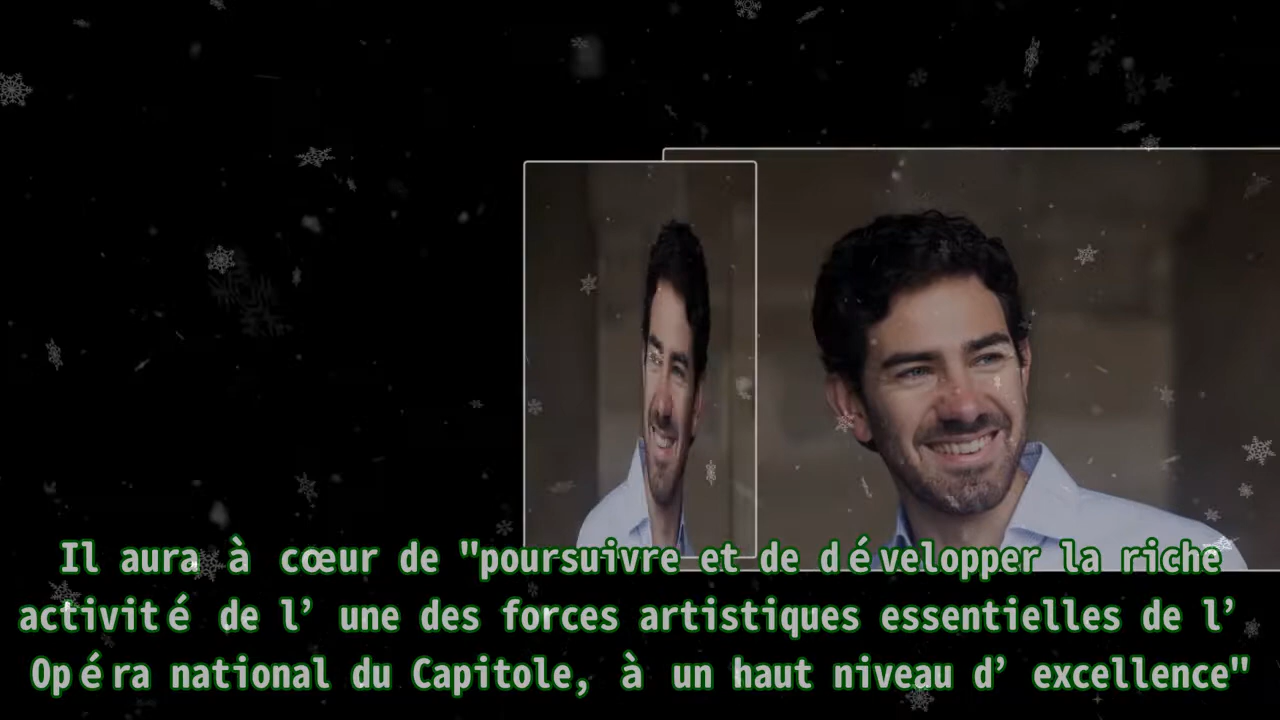 Il aura à cœur de "poursuivre et de développer la riche
activité de l’ une des forces artistiques essentielles de l’
Opéra national du Capitole, à un haut niveau d’ excellence"